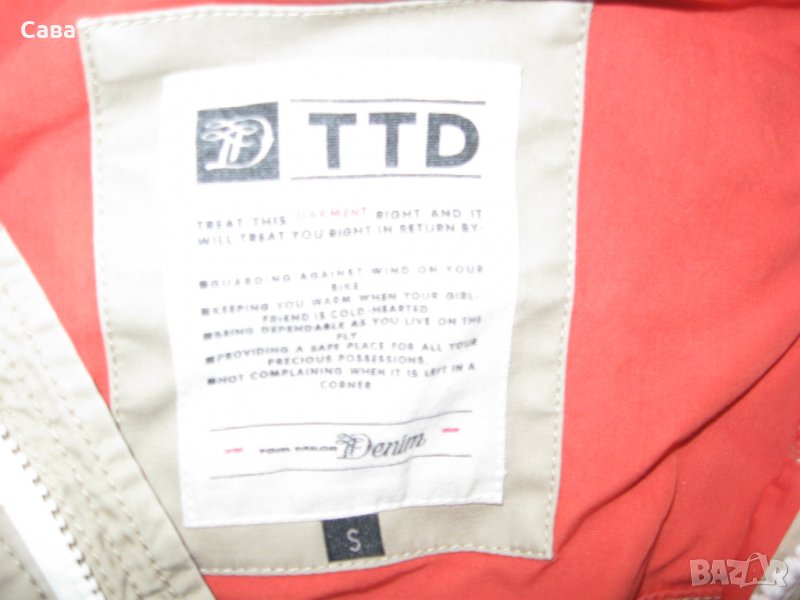 Сава
TTD
TREAT THIS GARMENT RIGHT AND IT
WILL TREAT YOU RIGHT IN RETURN BY:
■GUARDING AGAINST WIND ON YOUR
BIKE
■KEEPING YOU WARM WHEN YOUR GIRL-
FRIEND IS COLD-HEARTED
■BEING DEPENDABLE AS YOU LIVE ON THE
FLY.
■PROVIDING A SAFE PLACE FOR ALL YOUR
PRECIOUS POSSESSIONS.
■NOT COMPLAINING WHEN IT IS LEFT IN A
CORNER
TOM TAILOR Denim
S
BAZAR